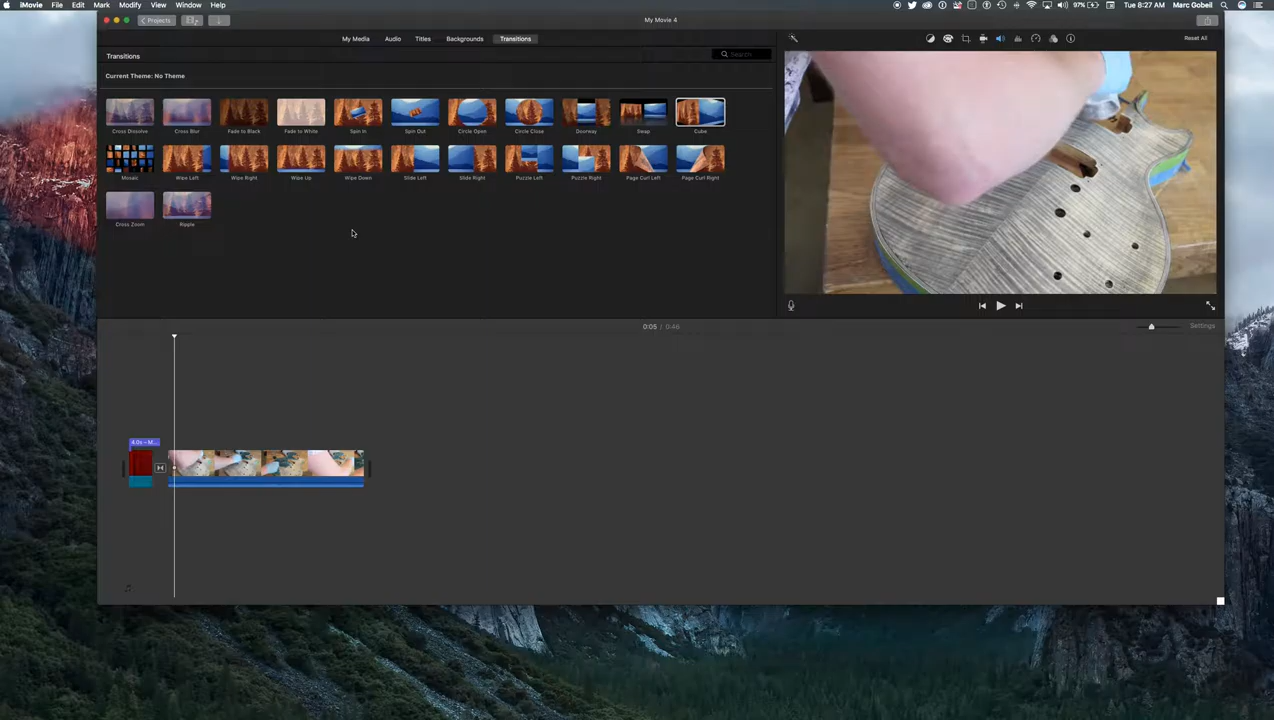 iMovie File Edit Mark Modify View Window Help 97% Tue 8:27 AM Marc Gobeil
Projects My Movie 4
My Media Audio Titles Backgrounds Transitions Reset All
Transitions Search
Current Theme: No Theme
Cross Dissolve Cross Blur Fade to Black Fade to White Spin In Spin Out Circle Open Circle Close Doorway Swap Cube
Mosaic Wipe Left Wipe Right Wipe Up Wipe Down Slide Left Slide Right Puzzle Left Puzzle Right Page Curl Left Page Curl Right
Cross Zoom Ripple
0:05 / 0:46 Settings
4.0s – M...